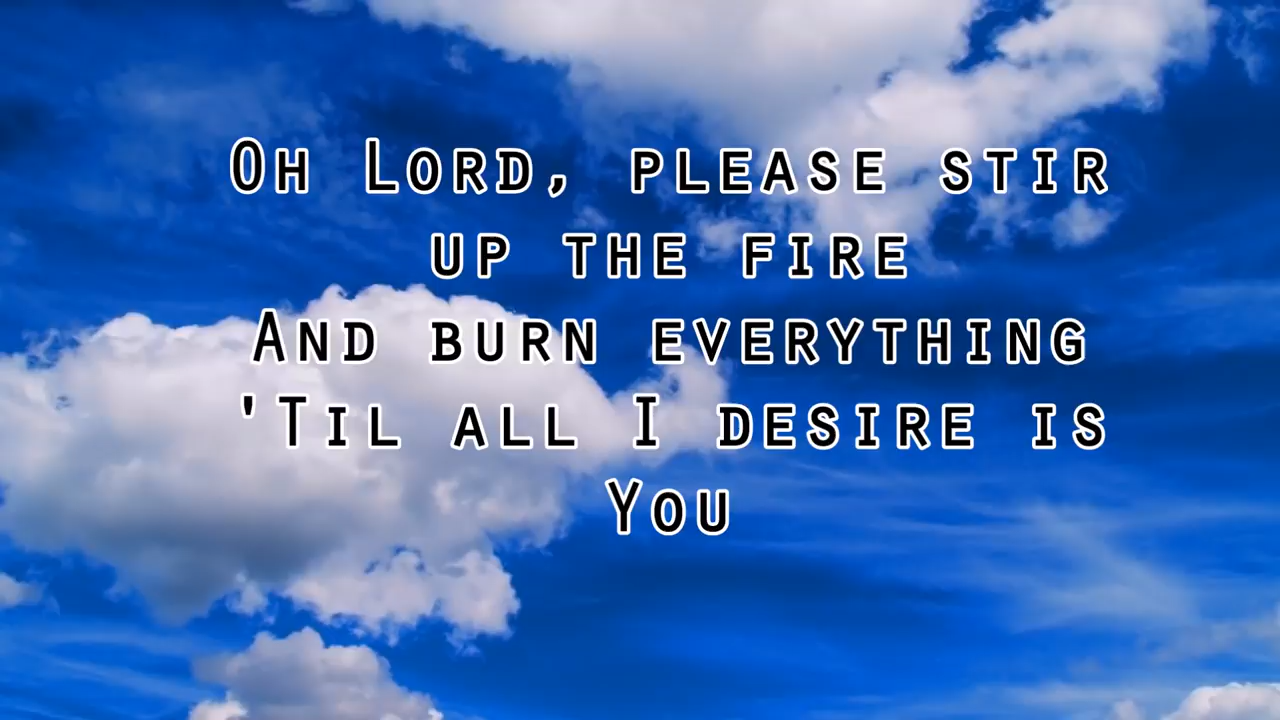 Oh Lord, please stir
up the fire
And burn everything
'Til all I desire is
You